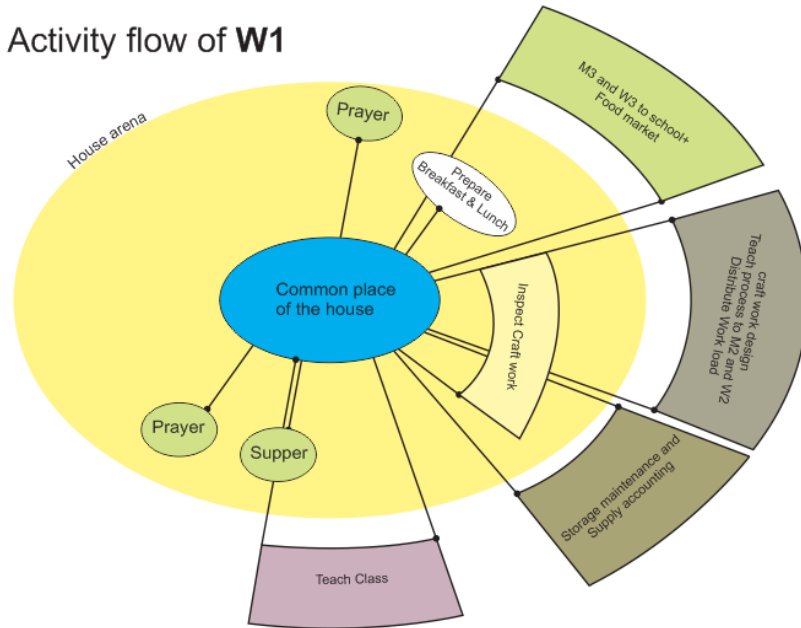 Activity flow of W1
House arena
Prayer
M3 and W3 to school+
Food market
Prepare
Breakfast & Lunch
craft work design
Teach process to M2 and W2
Distribute Work load
Common place
of the house
Inspect Craft work
Prayer
Supper
Storage maintenance and
Supply accounting
Teach Class